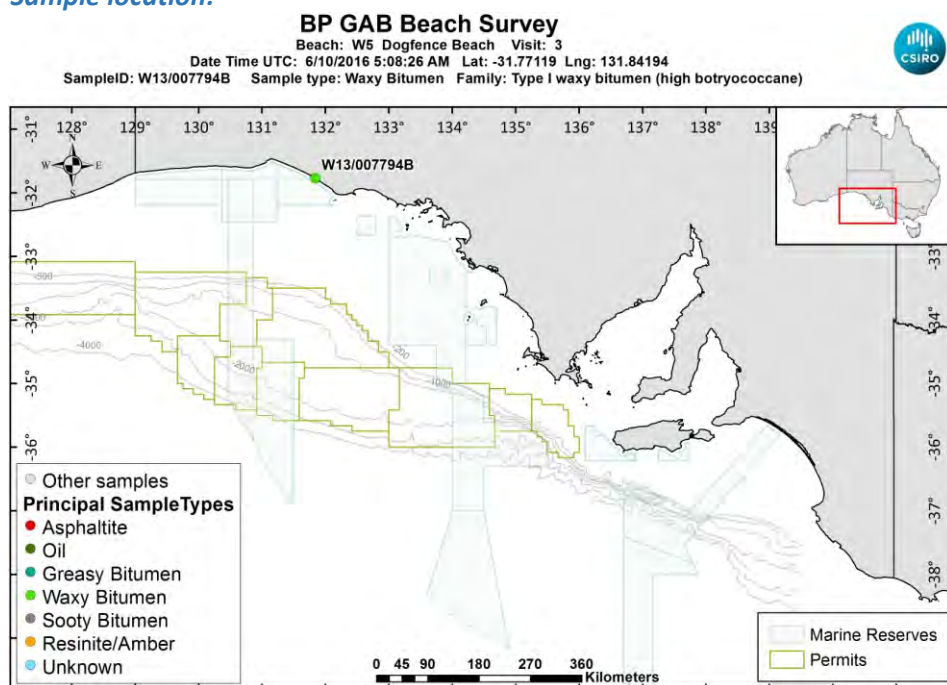 Sample location:
BP GAB Beach Survey
Beach: W5 Dogfence Beach Visit: 3
Date Time UTC: 6/10/2016 5:08:26 AM Lat: -31.77119 Lng: 131.84194
SampleID: W13/007794B Sample type: Waxy Bitumen Family: Type I waxy bitumen (high botryococcane)
CSIRO
128° 129° 130° 131° 132° 133° 134° 135° 136° 137° 138° 139
-31°
W13/007794B
N
W E
S
-32°
-33°
-34°
-34°
-200
-4000
-2000
-1000
-35°
-35°
-36°
-36°
-37°
-37°
-38°
-38°
Other samples
Principal SampleTypes
Asphaltite
Oil
Greasy Bitumen
Waxy Bitumen
Sooty Bitumen
Resinite/Amber
Unknown
0 45 90 180 270 360
Kilometers
Marine Reserves
Permits